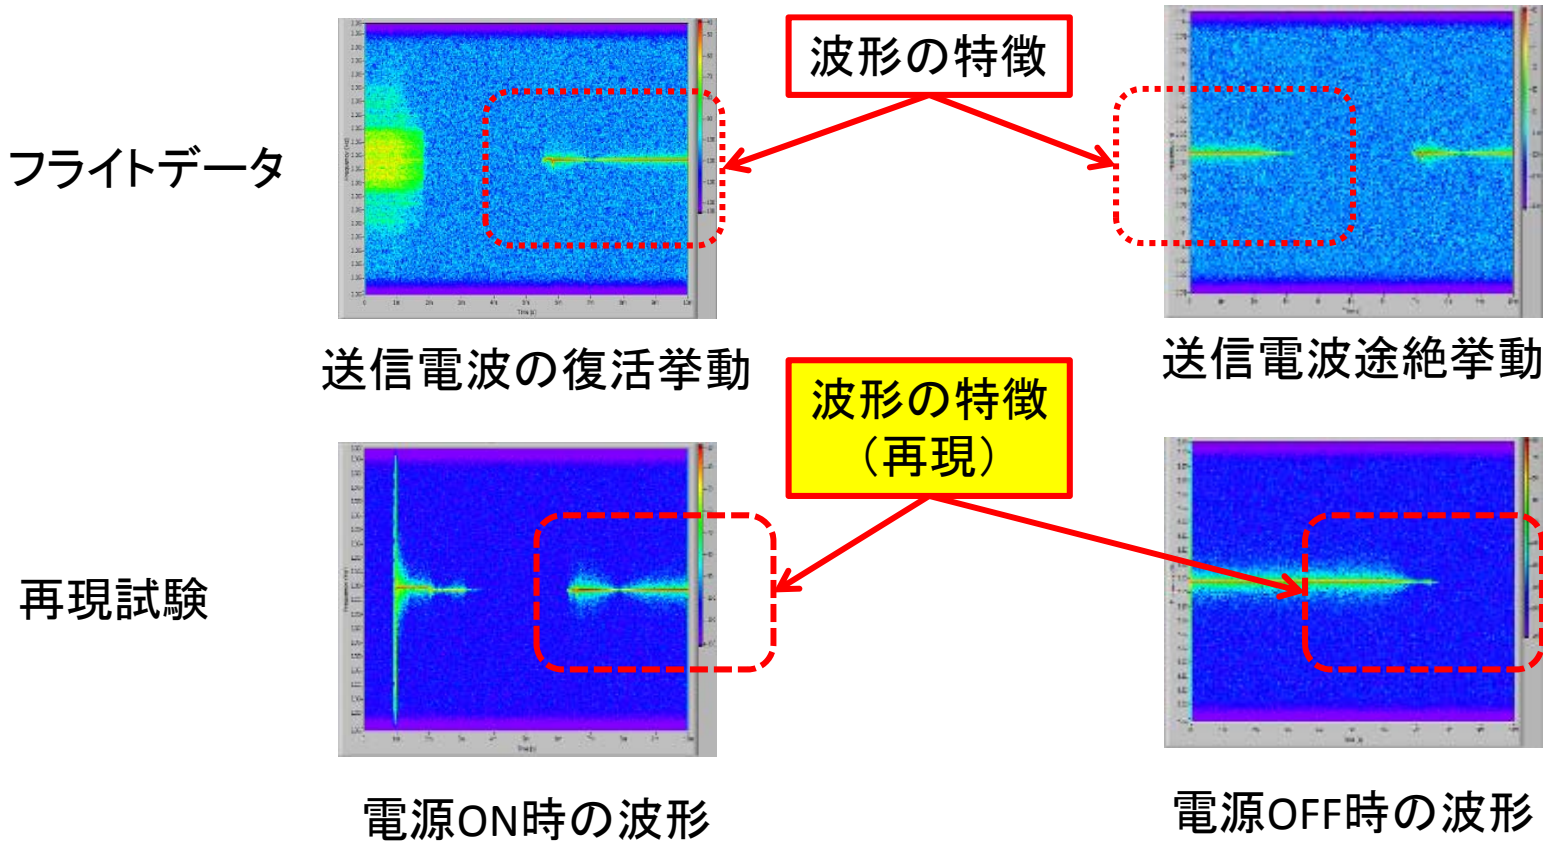 波形の特徴
フライトデータ
送信電波の復活挙動
送信電波途絶挙動
波形の特徴
（再現）
再現試験
電源ON時の波形
電源OFF時の波形